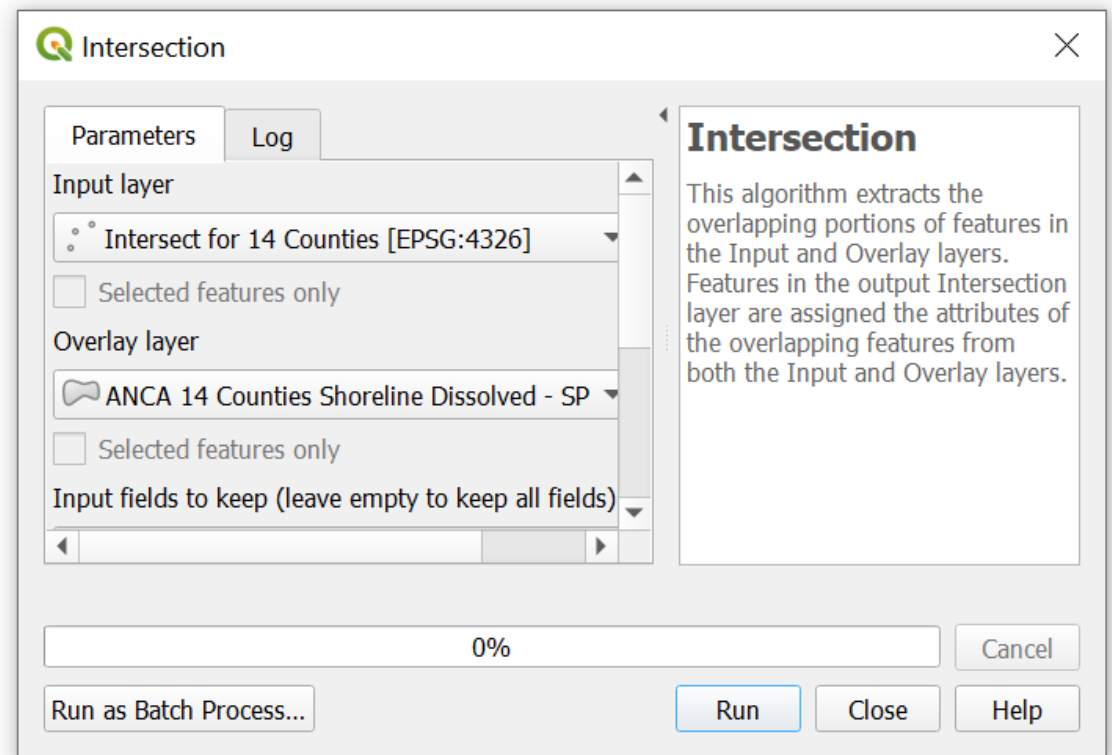 Intersection
Parameters
Log
Input layer
Intersect for 14 Counties [EPSG:4326]
Selected features only
Overlay layer
ANCA 14 Counties Shoreline Dissolved - SP
Selected features only
Input fields to keep (leave empty to keep all fields)
Intersection
This algorithm extracts the
overlapping portions of features in
the Input and Overlay layers.
Features in the output Intersection
layer are assigned the attributes of
the overlapping features from
both the Input and Overlay layers.
0%
Cancel
Run as Batch Process...
Run
Close
Help